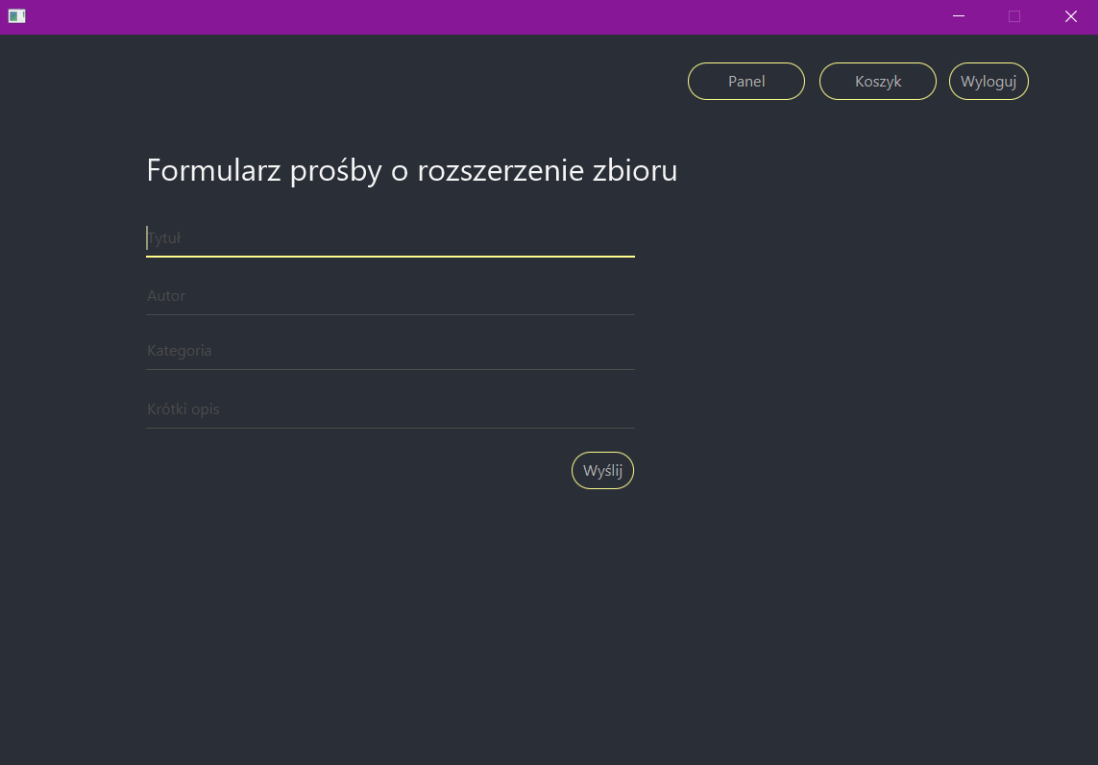 Panel Koszyk Wyloguj
Formularz prośby o rozszerzenie zbioru
Tytuł
Autor
Kategoria
Krótki opis
Wyślij